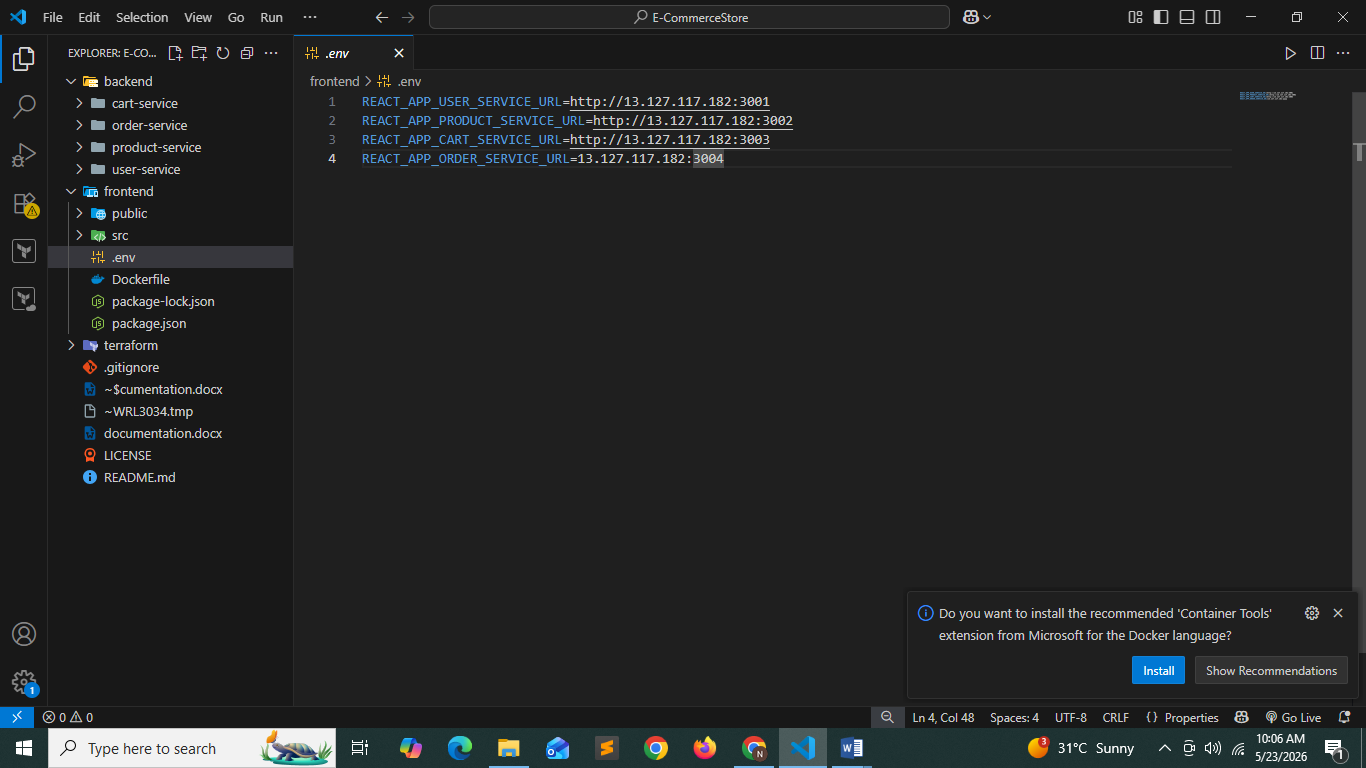 File Edit Selection View Go Run ··· E-CommerceStore
EXPLORER: E-CO...
backend
cart-service
order-service
product-service
user-service
frontend
public
src
.env
Dockerfile
package-lock.json
package.json
terraform
.gitignore
~$cumentation.docx
~WRL3034.tmp
documentation.docx
LICENSE
README.md
1
.env
frontend > .env
1 REACT_APP_USER_SERVICE_URL=http://13.127.117.182:3001
2 REACT_APP_PRODUCT_SERVICE_URL=http://13.127.117.182:3002
3 REACT_APP_CART_SERVICE_URL=http://13.127.117.182:3003
4 REACT_APP_ORDER_SERVICE_URL=13.127.117.182:3004
Do you want to install the recommended 'Container Tools'
extension from Microsoft for the Docker language?
Install Show Recommendations
0 0 Ln 4, Col 48 Spaces: 4 UTF-8 CRLF {} Properties Go Live
Type here to search 3 31°C Sunny 10:06 AM
5/23/2026 1